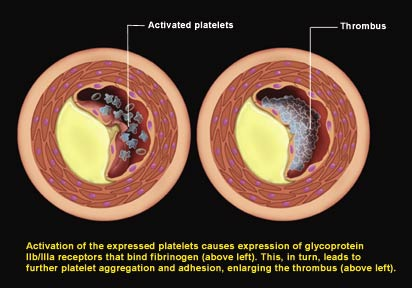 Activated platelets
Thrombus
Activation of the expressed platelets causes expression of glycoprotein
IIb/IIIa receptors that bind fibrinogen (above left). This, in turn, leads to
further platelet aggregation and adhesion, enlarging the thrombus (above left).